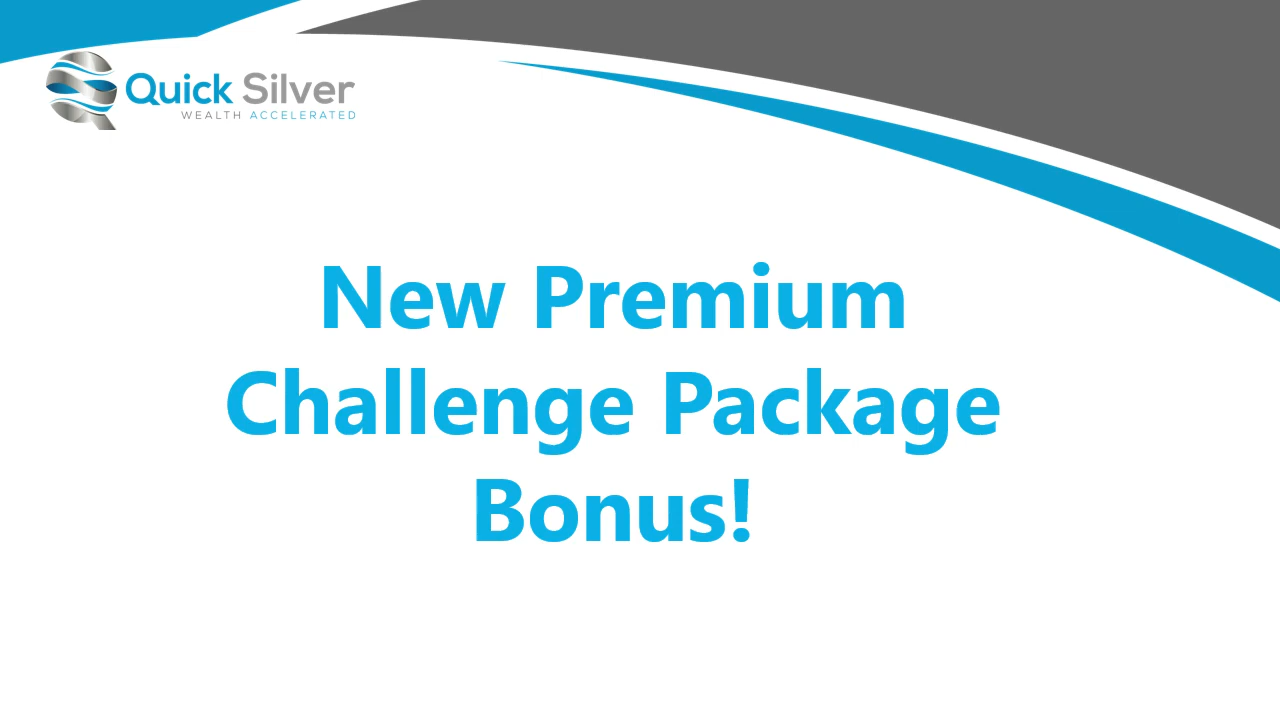 Quick Silver
WEALTH ACCELERATED
New Premium
Challenge Package
Bonus!